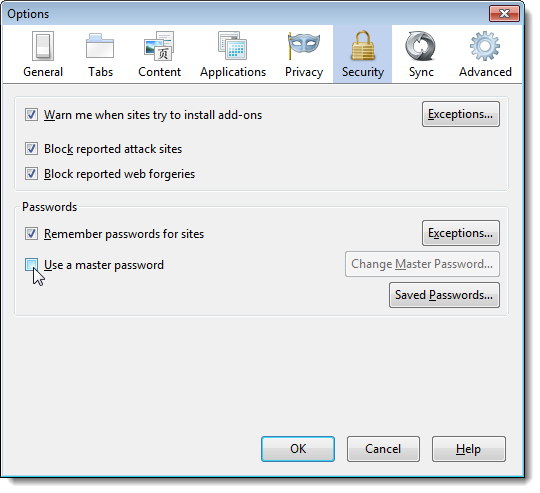 Options
General Tabs Content Applications Privacy Security Sync Advanced
Warn me when sites try to install add-ons Exceptions...
Block reported attack sites
Block reported web forgeries
Passwords
Remember passwords for sites Exceptions...
Use a master password Change Master Password...
Saved Passwords...
OK Cancel Help